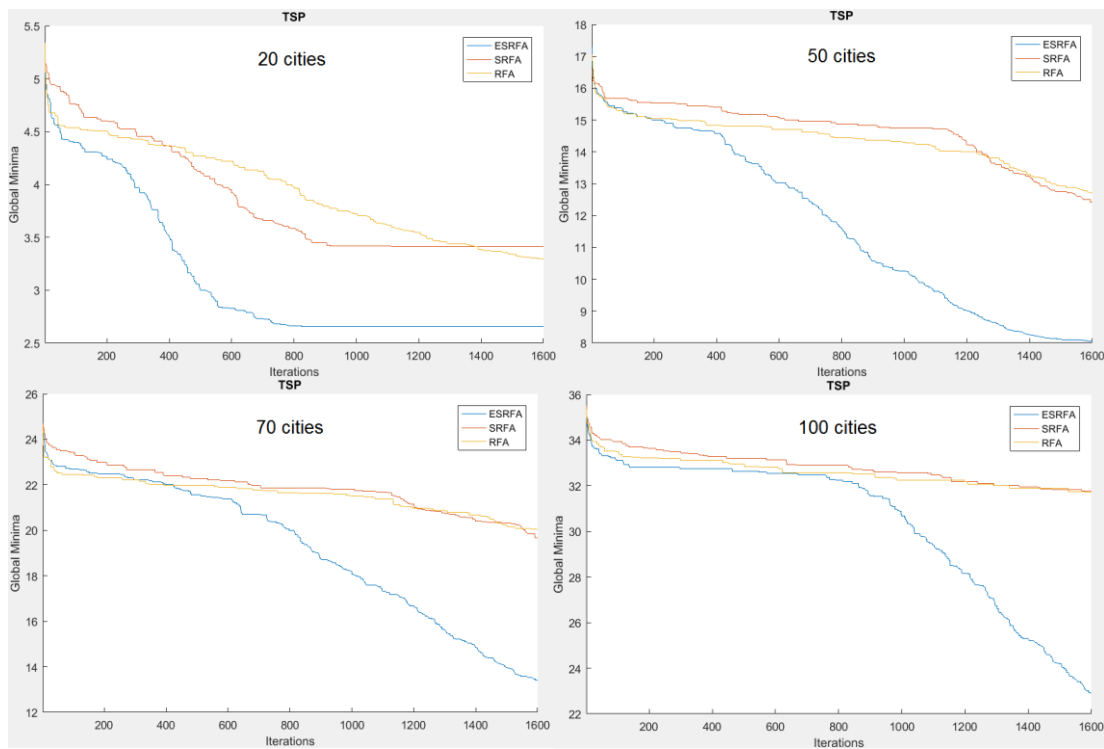 TSP
20 cities
ESRFA
SRFA
RFA
Global Minima
5.5
5
4.5
4
3.5
3
2.5
200 400 600 800 1000 1200 1400 1600
Iterations
TSP
50 cities
ESRFA
SRFA
RFA
Global Minima
18
17
16
15
14
13
12
11
10
9
8
200 400 600 800 1000 1200 1400 1600
Iterations
TSP
70 cities
ESRFA
SRFA
RFA
Global Minima
26
24
22
20
18
16
14
12
200 400 600 800 1000 1200 1400 1600
Iterations
TSP
100 cities
ESRFA
SRFA
RFA
Global Minima
36
34
32
30
28
26
24
22
200 400 600 800 1000 1200 1400 1600
Iterations